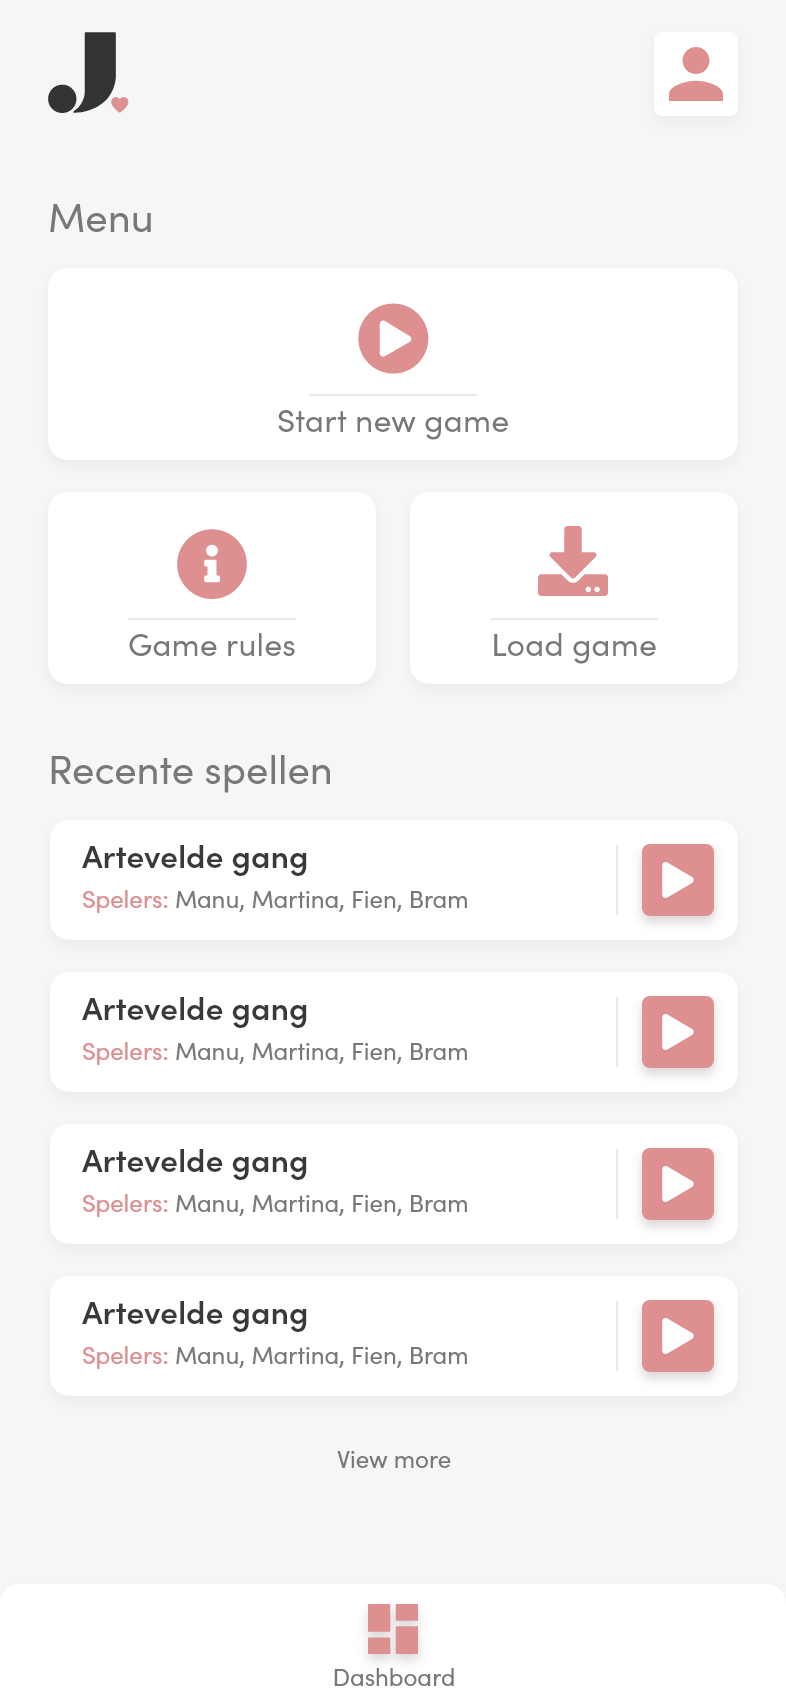 J
Menu
Start new game
Game rules
Load game
Recente spellen
Artevelde gang
Spelers: Manu, Martina, Fien, Bram
Artevelde gang
Spelers: Manu, Martina, Fien, Bram
Artevelde gang
Spelers: Manu, Martina, Fien, Bram
Artevelde gang
Spelers: Manu, Martina, Fien, Bram
View more
Dashboard